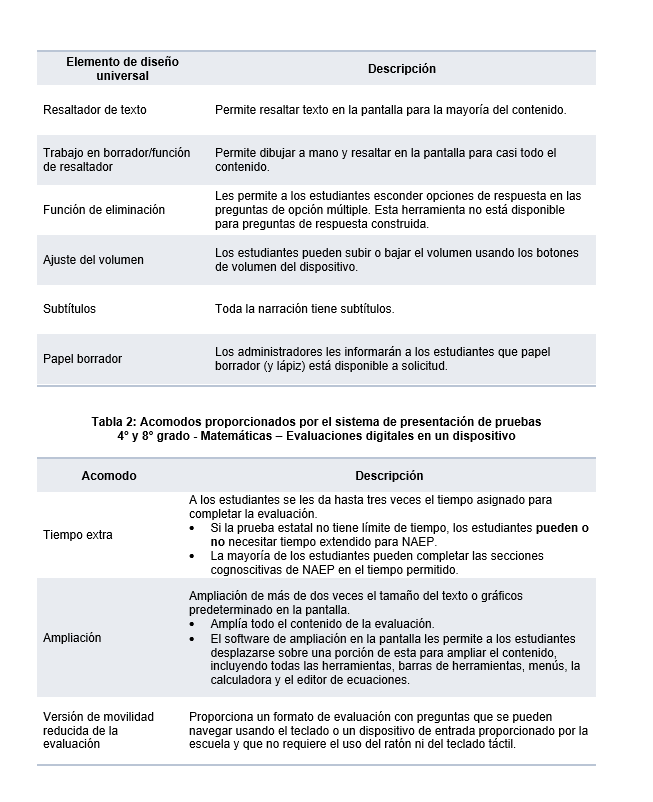 Elemento de diseño
universal
Descripción
Resaltador de texto
Permite resaltar texto en la pantalla para la mayoría del contenido.
Trabajo en borrador/función
de resaltador
Permite dibujar a mano y resaltar en la pantalla para casi todo el
contenido.
Función de eliminación
Les permite a los estudiantes esconder opciones de respuesta en las
preguntas de opción múltiple. Esta herramienta no está disponible
para preguntas de respuesta construida.
Ajuste del volumen
Los estudiantes pueden subir o bajar el volumen usando los botones
de volumen del dispositivo.
Subtítulos
Toda la narración tiene subtítulos.
Papel borrador
Los administradores les informarán a los estudiantes que papel
borrador (y lápiz) está disponible a solicitud.
Tabla 2: Acomodos proporcionados por el sistema de presentación de pruebas
4° y 8° grado - Matemáticas – Evaluaciones digitales en un dispositivo
Acomodo
Descripción
Tiempo extra
A los estudiantes se les da hasta tres veces el tiempo asignado para
completar la evaluación.
• Si la prueba estatal no tiene límite de tiempo, los estudiantes pueden o
no necesitar tiempo extendido para NAEP.
• La mayoría de los estudiantes pueden completar las secciones
cognoscitivas de NAEP en el tiempo permitido.
Ampliación
Ampliación de más de dos veces el tamaño del texto o gráficos
predeterminado en la pantalla.
• Amplía todo el contenido de la evaluación.
• El software de ampliación en la pantalla les permite a los estudiantes
desplazarse sobre una porción de esta para ampliar el contenido,
incluyendo todas las herramientas, barras de herramientas, menús, la
calculadora y el editor de ecuaciones.
Versión de movilidad
reducida de la
evaluación
Proporciona un formato de evaluación con preguntas que se pueden
navegar usando el teclado o un dispositivo de entrada proporcionado por la
escuela y que no requiere el uso del ratón ni del teclado táctil.